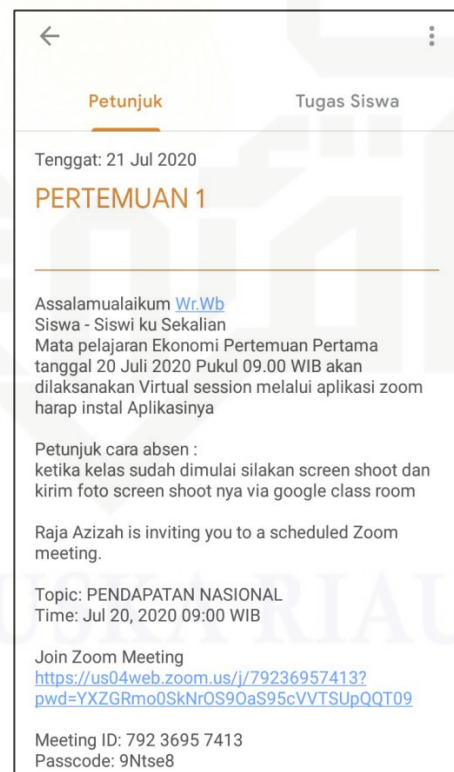 Petunjuk Tugas Siswa
Tenggat: 21 Jul 2020
PERTEMUAN 1
Assalamualaikum Wr.Wb
Siswa - Siswi ku Sekalian
Mata pelajaran Ekonomi Pertemuan Pertama
tanggal 20 Juli 2020 Pukul 09.00 WIB akan
dilaksanakan Virtual session melalui aplikasi zoom
harap instal Aplikasinya
Petunjuk cara absen :
ketika kelas sudah dimulai silakan screen shoot dan
kirim foto screen shoot nya via google class room
Raja Azizah is inviting you to a scheduled Zoom
meeting.
Topic: PENDAPATAN NASIONAL
Time: Jul 20, 2020 09:00 WIB
Join Zoom Meeting
https://us04web.zoom.us/j/79236957413?
pwd=YXZGRmo0SkNrOS9OaS95cVVTSUpQQT09
Meeting ID: 792 3695 7413
Passcode: 9Ntse8
USKA RIAU